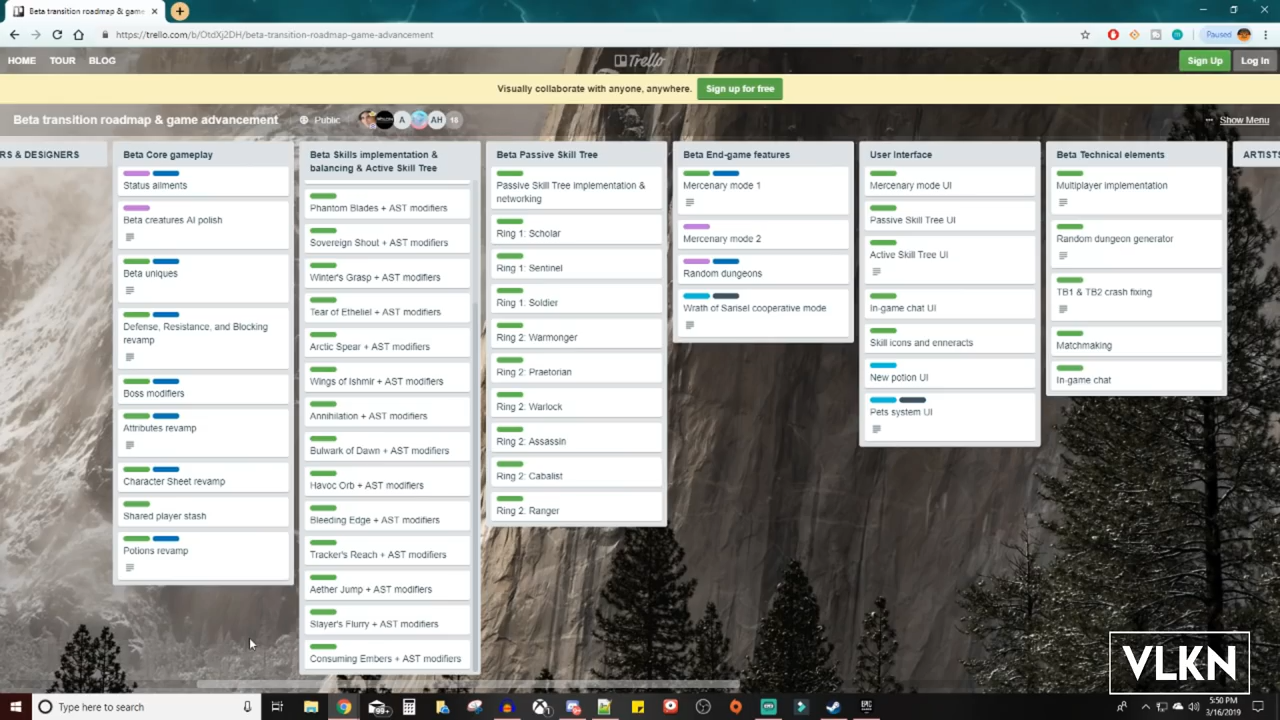 Beta transition roadmap & game
https://trello.com/b/OtdXj2DH/beta-transition-roadmap-game-advancement
Paused
HOME
TOUR
BLOG
Trello
Sign Up
Log In
Visually collaborate with anyone, anywhere.
Sign up for free
Beta transition roadmap & game advancement
Public
A
AH
18
Show Menu
RS & DESIGNERS
Beta Core gameplay
Status ailments
Beta creatures AI polish
Beta uniques
Defense, Resistance, and Blocking
revamp
Boss modifiers
Attributes revamp
Character Sheet revamp
Shared player stash
Potions revamp
Beta Skills implementation &
balancing & Active Skill Tree
Phantom Blades + AST modifiers
Sovereign Shout + AST modifiers
Winter's Grasp + AST modifiers
Tear of Etheliel + AST modifiers
Arctic Spear + AST modifiers
Wings of Ishmir + AST modifiers
Annihilation + AST modifiers
Bulwark of Dawn + AST modifiers
Havoc Orb + AST modifiers
Bleeding Edge + AST modifiers
Tracker's Reach + AST modifiers
Aether Jump + AST modifiers
Slayer's Flurry + AST modifiers
Consuming Embers + AST modifiers
Beta Passive Skill Tree
Passive Skill Tree implementation &
networking
Ring 1: Scholar
Ring 1: Sentinel
Ring 1: Soldier
Ring 2: Warmonger
Ring 2: Praetorian
Ring 2: Warlock
Ring 2: Assassin
Ring 2: Cabalist
Ring 2: Ranger
Beta End-game features
Mercenary mode 1
Mercenary mode 2
Random dungeons
Wrath of Sarisel cooperative mode
User Interface
Mercenary mode UI
Passive Skill Tree UI
Active Skill Tree UI
In-game chat UI
Skill icons and enneracts
New potion UI
Pets system UI
Beta Technical elements
Multiplayer implementation
Random dungeon generator
TB1 & TB2 crash fixing
Matchmaking
In-game chat
ARTISTS
VLKN
Type here to search
99+
5:50 PM
3/16/2019